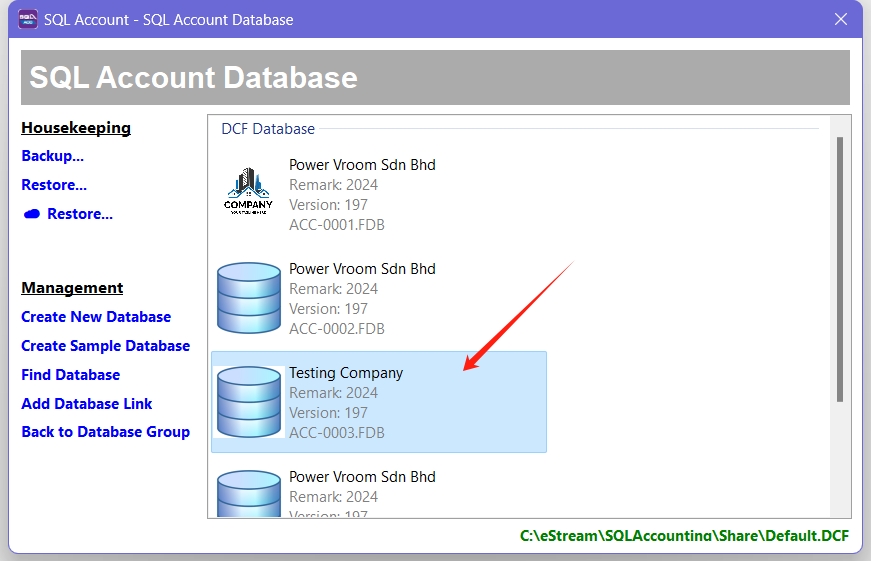 SQL Account - SQL Account Database
SQL Account Database
Housekeeping
Backup...
Restore...
Restore...
Management
Create New Database
Create Sample Database
Find Database
Add Database Link
Back to Database Group
DCF Database
COMPANY
Power Vroom Sdn Bhd
Remark: 2024
Version: 197
ACC-0001.FDB
Power Vroom Sdn Bhd
Remark: 2024
Version: 197
ACC-0002.FDB
Testing Company
Remark: 2024
Version: 197
ACC-0003.FDB
Power Vroom Sdn Bhd
Remark: 2024
Version: 197
C:\eStream\SQLAccounting\Share\Default.DCF